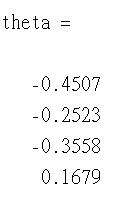 theta =
-0.4507
-0.2523
-0.3558
0.1679